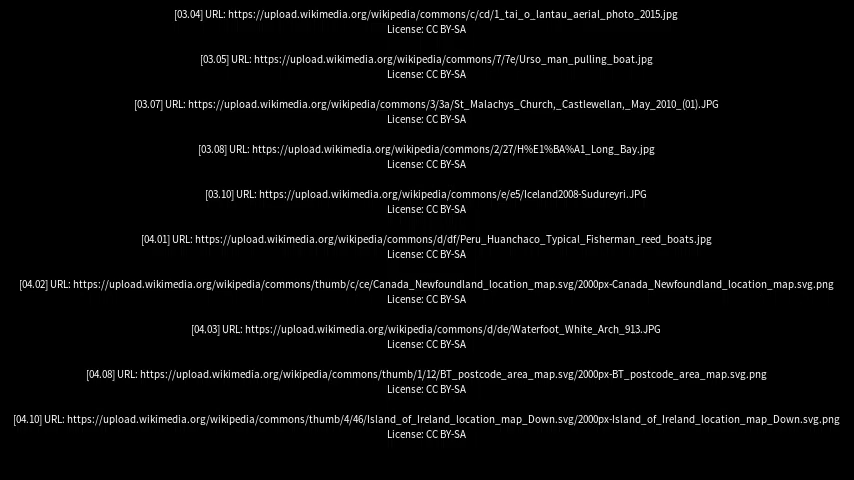 [03.04] URL: https://upload.wikimedia.org/wikipedia/commons/c/cd/1_tai_o_lantau_aerial_photo_2015.jpg
License: CC BY-SA
[03.05] URL: https://upload.wikimedia.org/wikipedia/commons/7/7e/Urso_man_pulling_boat.jpg
License: CC BY-SA
[03.07] URL: https://upload.wikimedia.org/wikipedia/commons/3/3a/St_Malachys_Church,_Castlewellan,_May_2010_(01).JPG
License: CC BY-SA
[03.08] URL: https://upload.wikimedia.org/wikipedia/commons/2/27/H%E1%BA%A1_Long_Bay.jpg
License: CC BY-SA
[03.10] URL: https://upload.wikimedia.org/wikipedia/commons/e/e5/Iceland2008-Sudureyri.JPG
License: CC BY-SA
[04.01] URL: https://upload.wikimedia.org/wikipedia/commons/d/df/Peru_Huanchaco_Typical_Fisherman_reed_boats.jpg
License: CC BY-SA
[04.02] URL: https://upload.wikimedia.org/wikipedia/commons/thumb/c/ce/Canada_Newfoundland_location_map.svg/2000px-Canada_Newfoundland_location_map.svg.png
License: CC BY-SA
[04.03] URL: https://upload.wikimedia.org/wikipedia/commons/d/de/Waterfoot_White_Arch_913.JPG
License: CC BY-SA
[04.08] URL: https://upload.wikimedia.org/wikipedia/commons/thumb/1/12/BT_postcode_area_map.svg/2000px-BT_postcode_area_map.svg.png
License: CC BY-SA
[04.10] URL: https://upload.wikimedia.org/wikipedia/commons/thumb/4/46/Island_of_Ireland_location_map_Down.svg/2000px-Island_of_Ireland_location_map_Down.svg.png
License: CC BY-SA